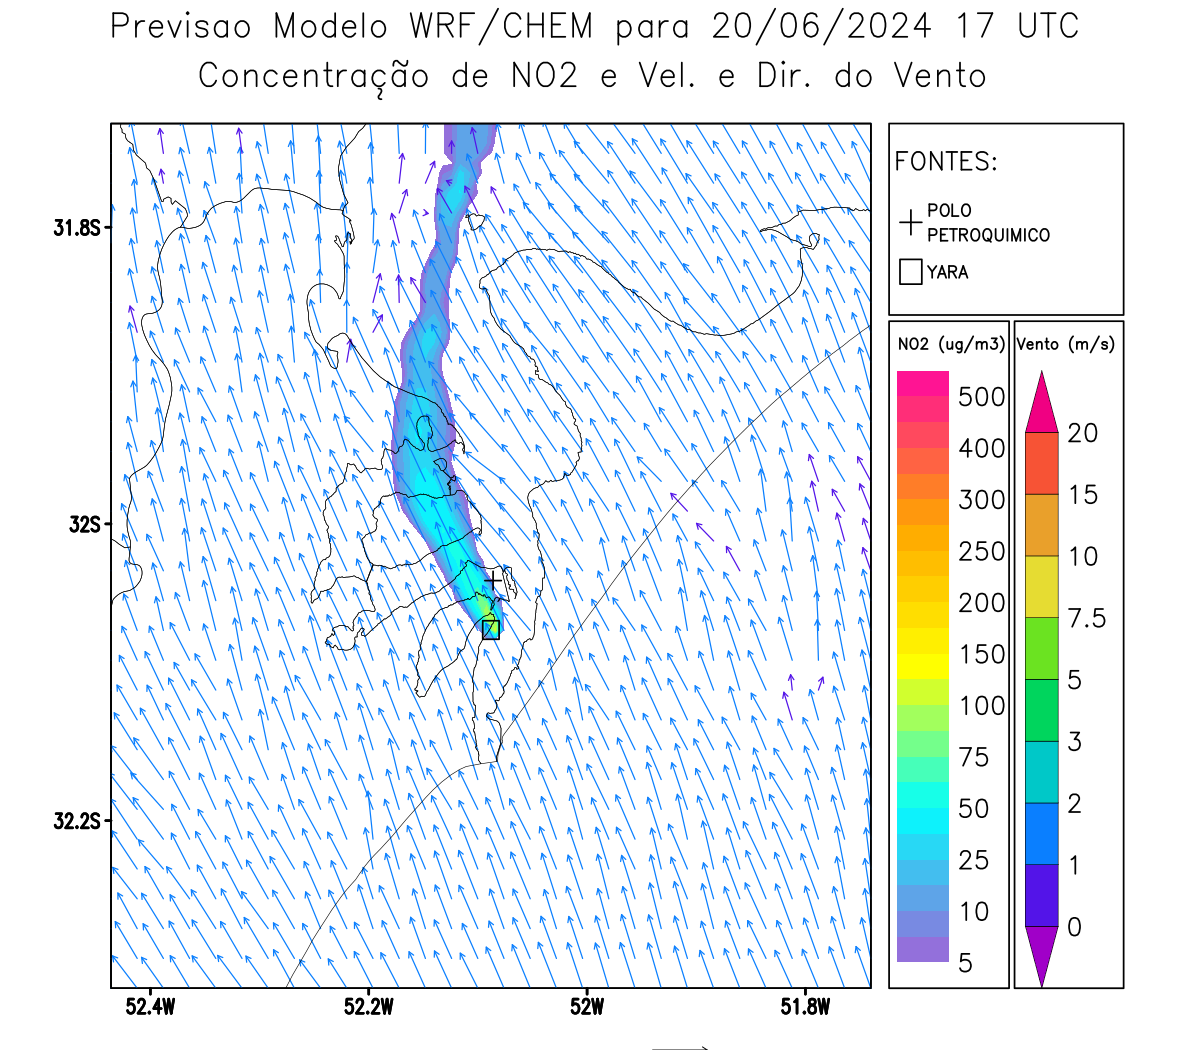 Previsao Modelo WRF/CHEM para 20/06/2024 17 UTC
Concentração de NO2 e Vel. e Dir. do Vento
FONTES:
POLO
PETROQUIMICO
YARA
31.8S
32S
32.2S
52.4W
52.2W
52W
51.8W
NO2 (ug/m3)
500
400
300
250
200
150
100
75
50
25
10
5
Vento (m/s)
20
15
10
7.5
5
3
2
1
0